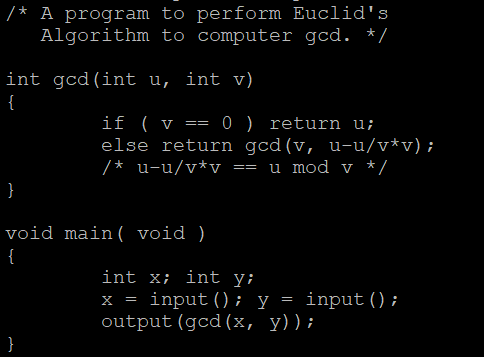 /* A program to perform Euclid's
   Algorithm to computer gcd. */
int gcd(int u, int v)
{
        if ( v == 0 ) return u;
        else return gcd(v, u-u/v*v);
        /* u-u/v*v == u mod v */
}
void main( void )
{
        int x; int y;
        x = input(); y = input();
        output(gcd(x, y));
}